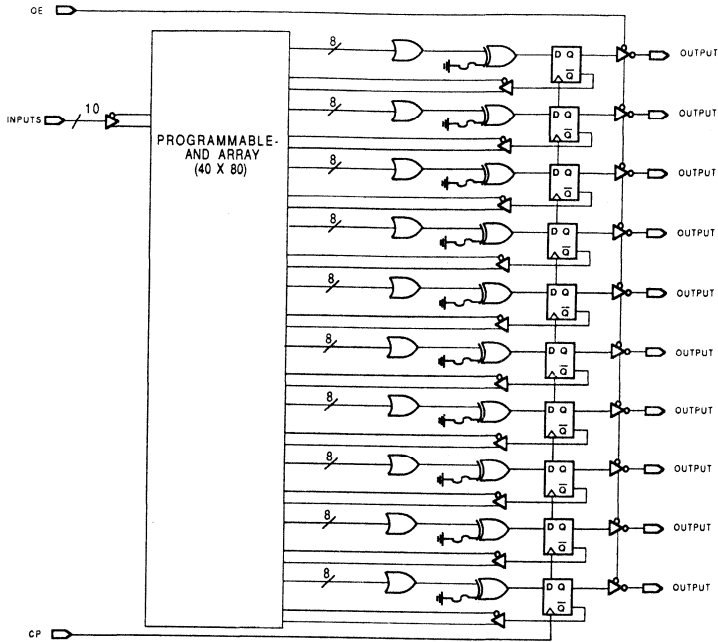 OE
8
D Q
Q
OUTPUT
INPUTS
10
PROGRAMMABLE-
AND ARRAY
(40 X 80)
8
D Q
Q
OUTPUT
8
D Q
Q
OUTPUT
8
D Q
Q
OUTPUT
8
D Q
Q
OUTPUT
8
D Q
Q
OUTPUT
8
D Q
Q
OUTPUT
8
D Q
Q
OUTPUT
8
D Q
Q
OUTPUT
8
D Q
Q
OUTPUT
CP